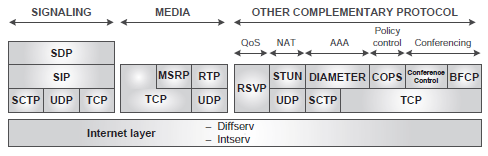 SIGNALING MEDIA OTHER COMPLEMENTARY PROTOCOL
QoS NAT AAA Policy control Conferencing
SDP
SIP
SCTP UDP TCP
MSRP RTP
TCP UDP
RSVP STUN DIAMETER COPS Conference Control BFCP
UDP SCTP TCP
Internet layer
– Diffserv
– Intserv